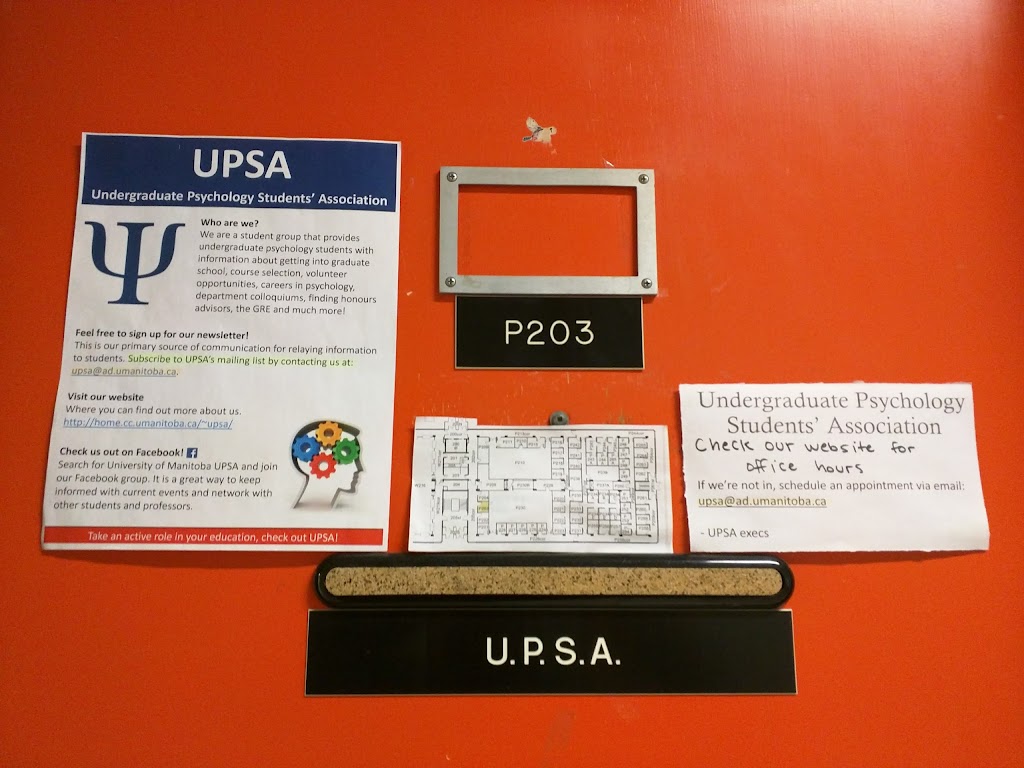 UPSA
Undergraduate Psychology Students' Association
Ψ
Who are we?
We are a student group that provides
undergraduate psychology students with
information about getting into graduate
school, course selection, volunteer
opportunities, careers in psychology,
department colloquiums, finding honours
advisors, the GRE and much more!
Feel free to sign up for our newsletter!
This is our primary source of communication for relaying information
to students. Subscribe to UPSA's mailing list by contacting us at:
upsa@ad.umanitoba.ca.
Visit our website
Where you can find out more about us.
http://home.cc.umanitoba.ca/~upsa/
Check us out on Facebook! f
Search for University of Manitoba UPSA and join
our Facebook group. It is a great way to keep
informed with current events and network with
other students and professors.
Take an active role in your education, check out UPSA!
P203
Undergraduate Psychology
Students' Association
Check our website for
office hours
If we're not in, schedule an appointment via email:
upsa@ad.umanitoba.ca
- UPSA execs
U.P.S.A.